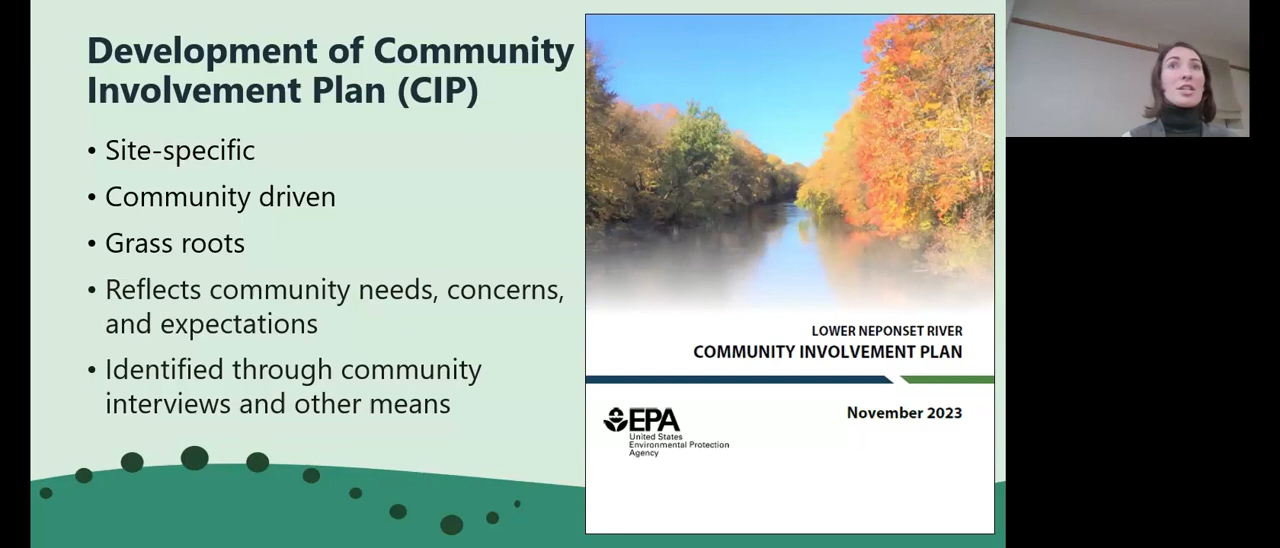 Development of Community
Involvement Plan (CIP)
• Site-specific
• Community driven
• Grass roots
• Reflects community needs, concerns,
and expectations
• Identified through community
interviews and other means
LOWER NEPONSET RIVER
COMMUNITY INVOLVEMENT PLAN
November 2023
EPA
United States
Environmental Protection
Agency